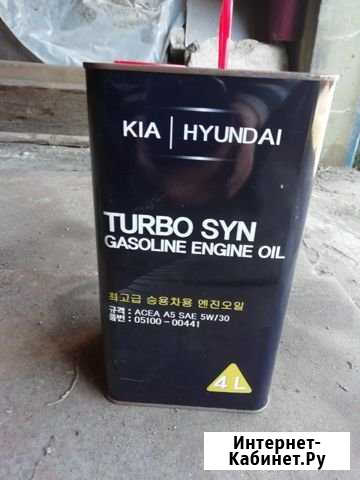 KIA | HYUNDAI
TURBO SYN
GASOLINE ENGINE OIL
최고급 승용차용 엔진오일
규격 : ACEA A5 SAE 5W/30
품번 : 05100-00441
4L
Интернет-
Кабинет.Ру